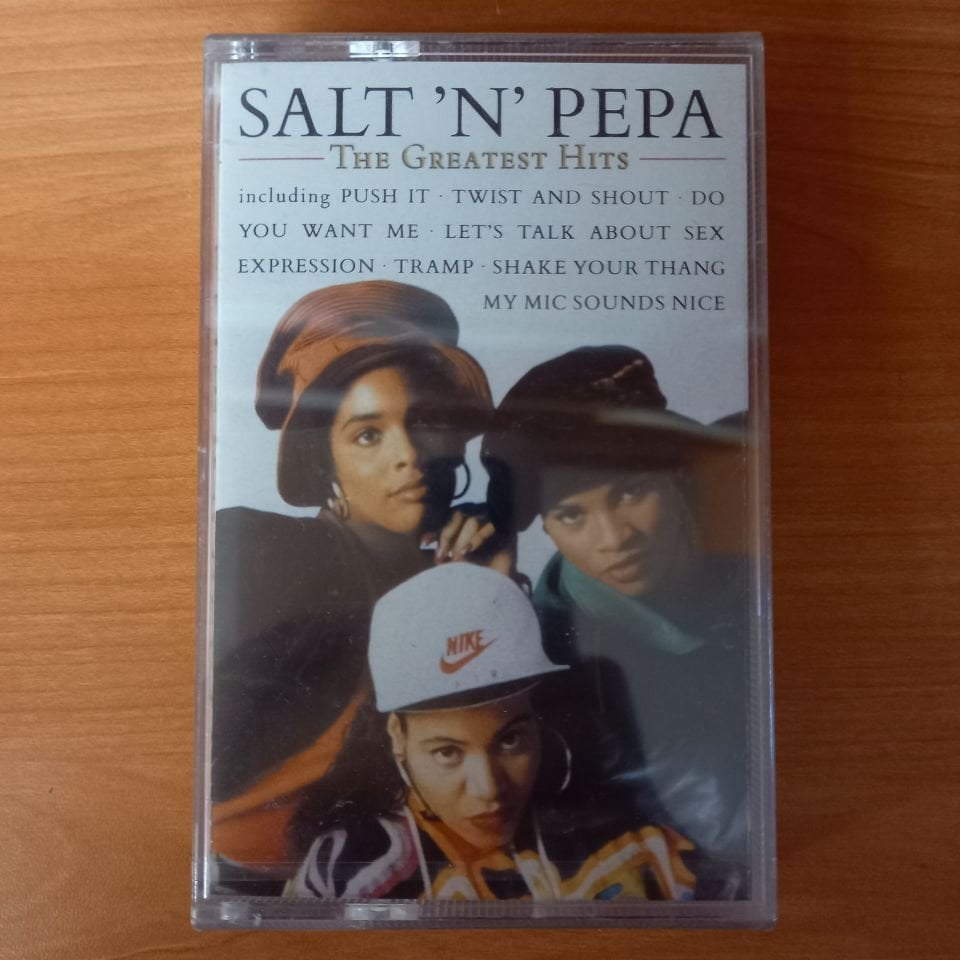 SALT 'N' PEPA
THE GREATEST HITS
including PUSH IT · TWIST AND SHOUT · DO
YOU WANT ME · LET'S TALK ABOUT SEX
EXPRESSION · TRAMP · SHAKE YOUR THANG
MY MIC SOUNDS NICE
NIKE
AIR